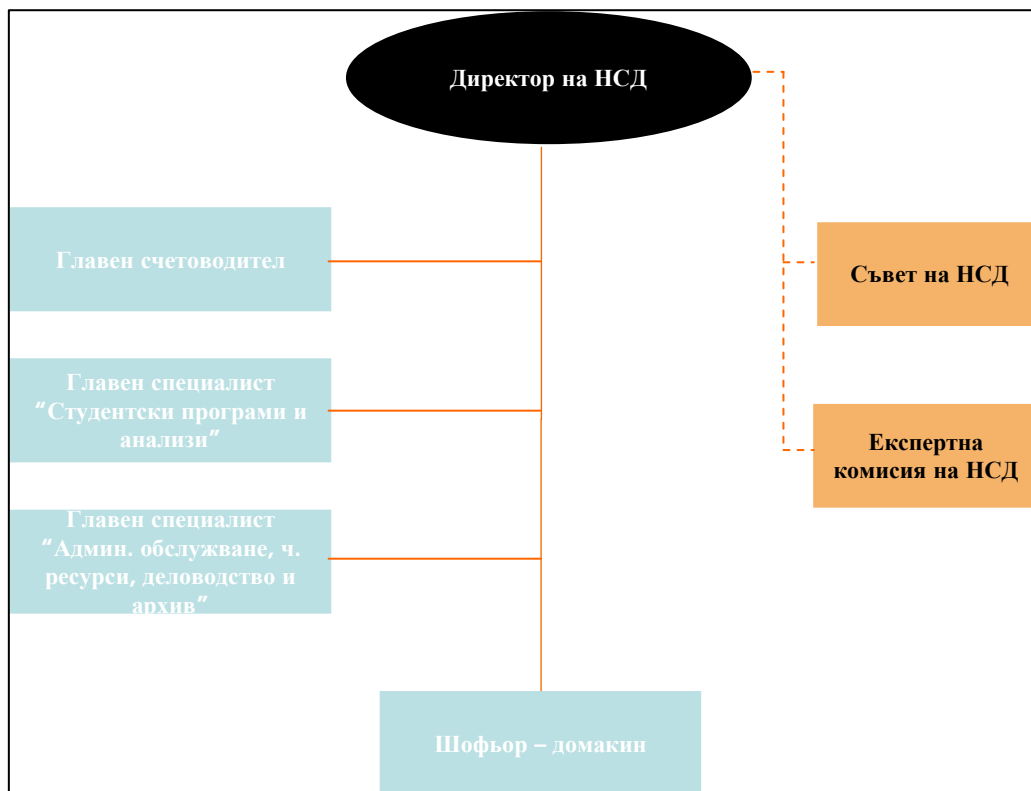 Директор на НСД
Главен счетоводител
Съвет на НСД
Главен специалист
“Студентски програми и
анализи”
Експертна
комисия на НСД
Главен специалист
“Админ. обслужване, ч.
ресурси, деловодство и
архив”
Шофьор – домакин